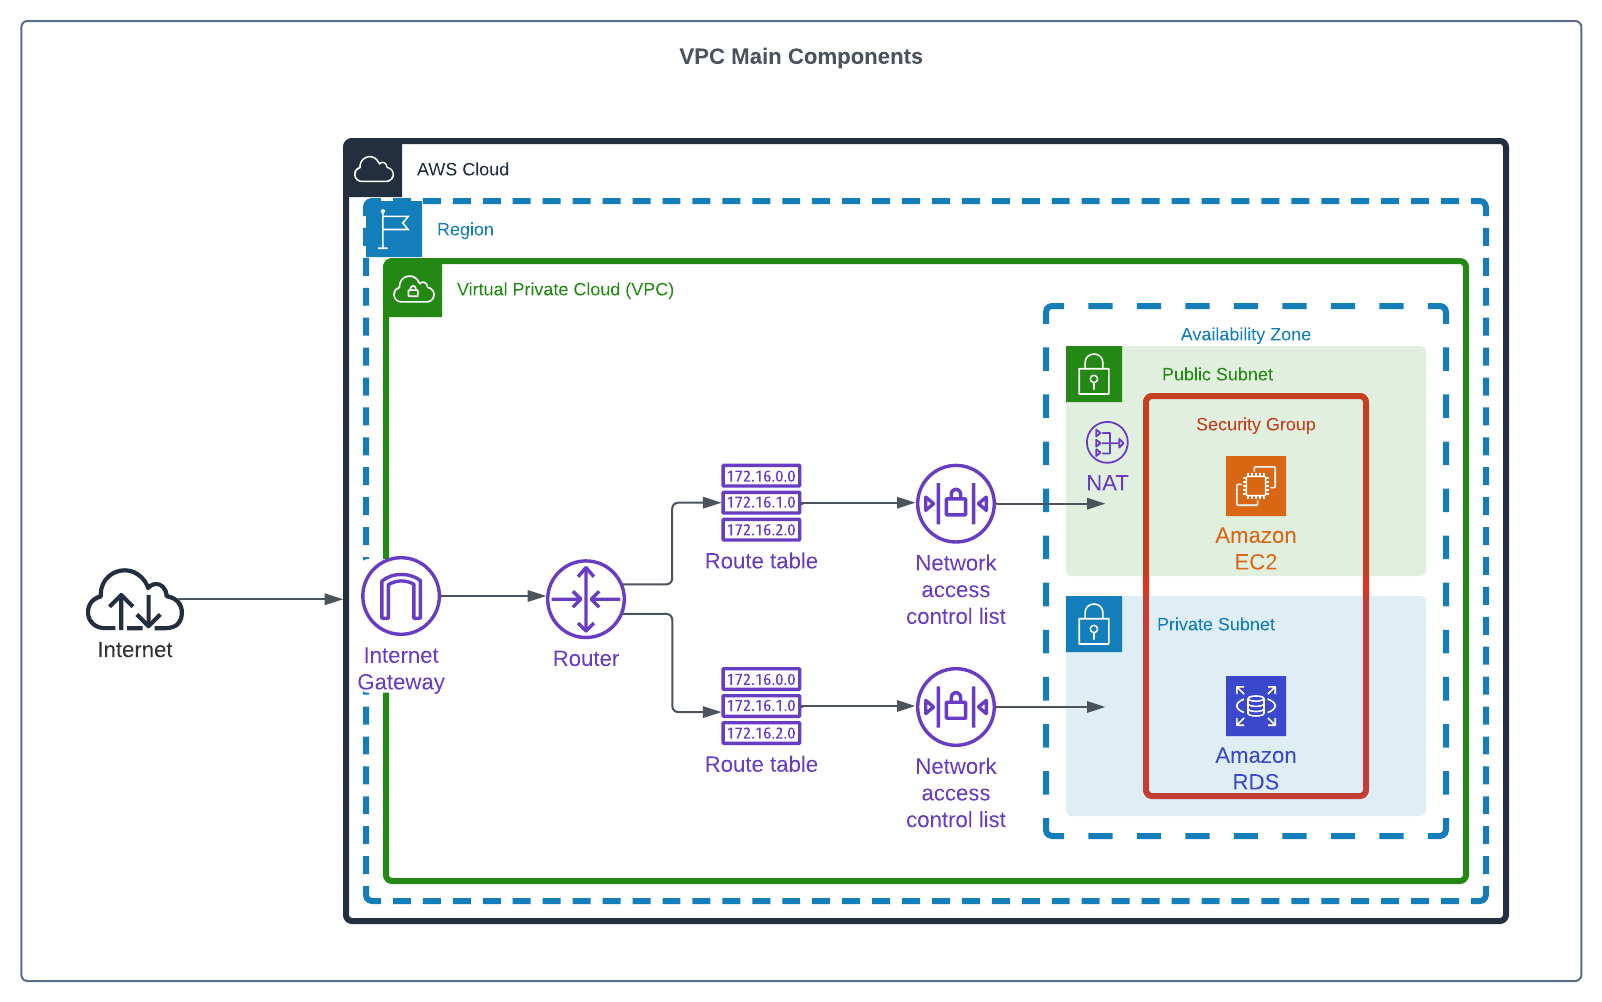 VPC Main Components
AWS Cloud
Region
Virtual Private Cloud (VPC)
Availability Zone
Public Subnet
Security Group
NAT
Amazon
EC2
172.16.0.0
172.16.1.0
172.16.2.0
Route table
Network
access
control list
Internet
Internet
Gateway
Router
Private Subnet
172.16.0.0
172.16.1.0
172.16.2.0
Route table
Network
access
control list
Amazon
RDS